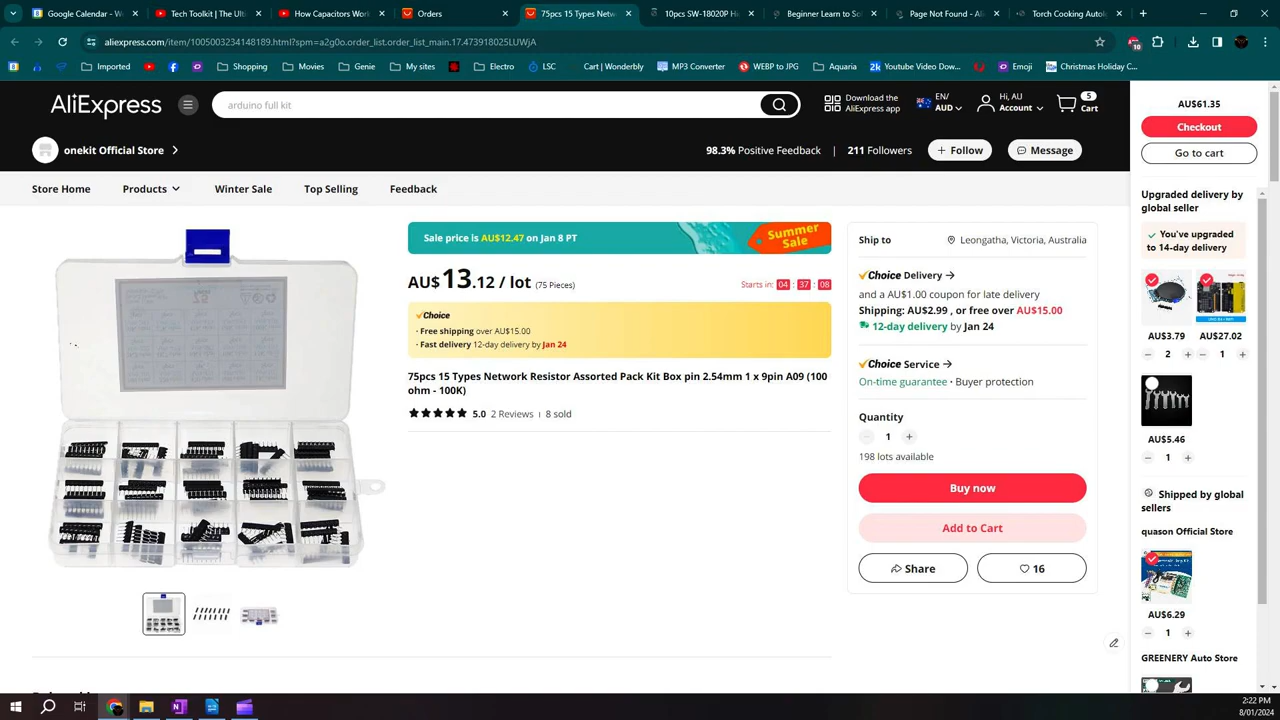 Google Calendar - W
Tech Toolkit | The Ulti
How Capacitors Work
Orders
75pcs 15 Types Netw
10pcs SW-18020P Hi
Beginner Learn to So
Page Not Found - Ali
Torch Cooking Autoig
aliexpress.com/item/1005003234148189.html?spm=a2g0o.order_list.order_list_main.17.473918025LUWjA
10
Imported
Shopping
Movies
Genie
My sites
Electro
LSC
Cart | Wonderbly
MP3 Converter
WEBP to JPG
Aquaria
Youtube Video Dow...
Emoji
Christmas Holiday C...
AliExpress
arduino full kit
Download the
AliExpress app
EN/
AUD
Hi, AU
Account
5
Cart
onekit Official Store
98.3% Positive Feedback
211 Followers
+ Follow
Message
Store Home
Products
Winter Sale
Top Selling
Feedback
Sale price is AU$12.47 on Jan 8 PT
Summer
Sale
AU$13.12 / lot (75 Pieces)
Starts in: 04 : 37 : 08
Choice
· Free shipping over AU$15.00
· Fast delivery 12-day delivery by Jan 24
75pcs 15 Types Network Resistor Assorted Pack Kit Box pin 2.54mm 1 x 9pin A09 (100
ohm - 100K)
5.0 2 Reviews | 8 sold
Ship to
Leongatha, Victoria, Australia
Choice Delivery
and a AU$1.00 coupon for late delivery
Shipping: AU$2.99 , or free over AU$15.00
12-day delivery by Jan 24
Choice Service
On-time guarantee · Buyer protection
Quantity
1
198 lots available
Buy now
Add to Cart
Share
16
AU$61.35
Checkout
Go to cart
Upgraded delivery by
global seller
You've upgraded
to 14-day delivery
AU$3.79
AU$27.02
2
1
AU$5.46
1
Shipped by global
sellers
quason Official Store
AU$6.29
1
GREENERY Auto Store
2:22 PM
8/01/2024